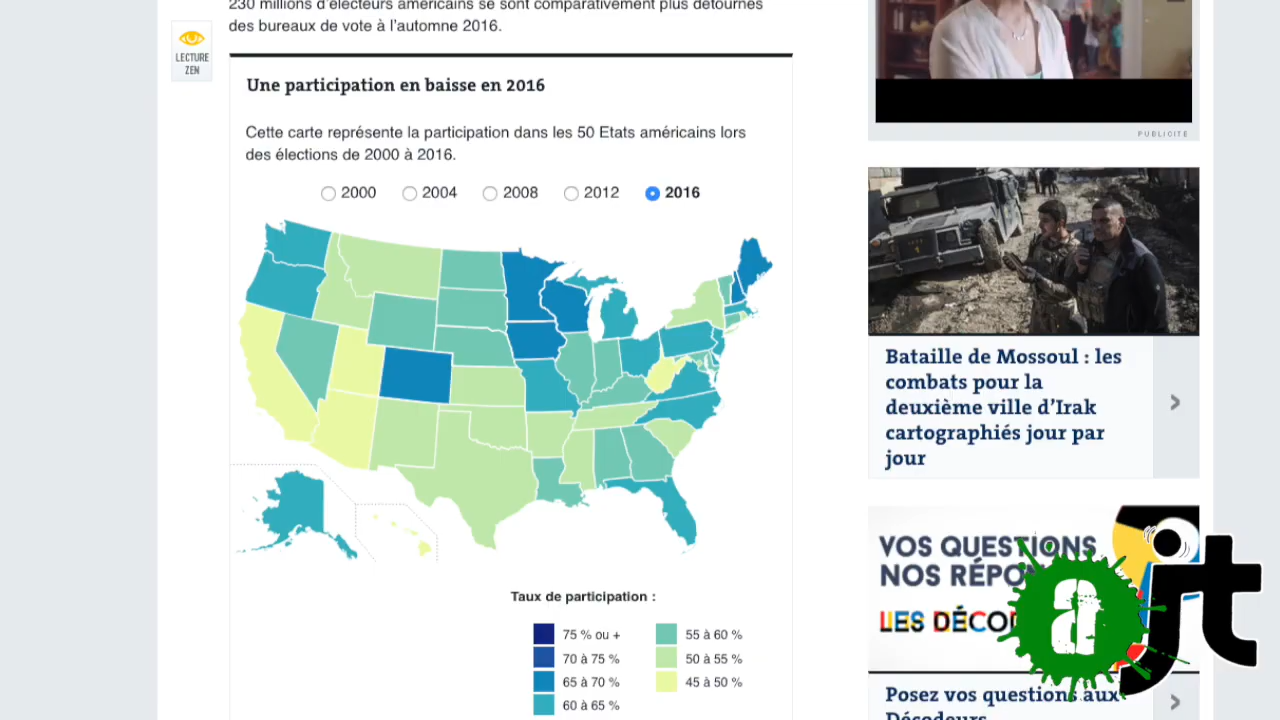 230 millions d'électeurs américains se sont comparativement plus détournés
des bureaux de vote à l'automne 2016.
LECTURE
ZEN
Une participation en baisse en 2016
Cette carte représente la participation dans les 50 Etats américains lors
des élections de 2000 à 2016.
2000 2004 2008 2012 2016
Taux de participation :
75 % ou +
70 à 75 %
65 à 70 %
60 à 65 %
55 à 60 %
50 à 55 %
45 à 50 %
PUBLICITÉ
Bataille de Mossoul : les
combats pour la
deuxième ville d'Irak
cartographiés jour par
jour
>
VOS QUESTIONS
NOS RÉPON
LES DÉCOD
ajt
Posez vos questions aux
Décodeurs
>